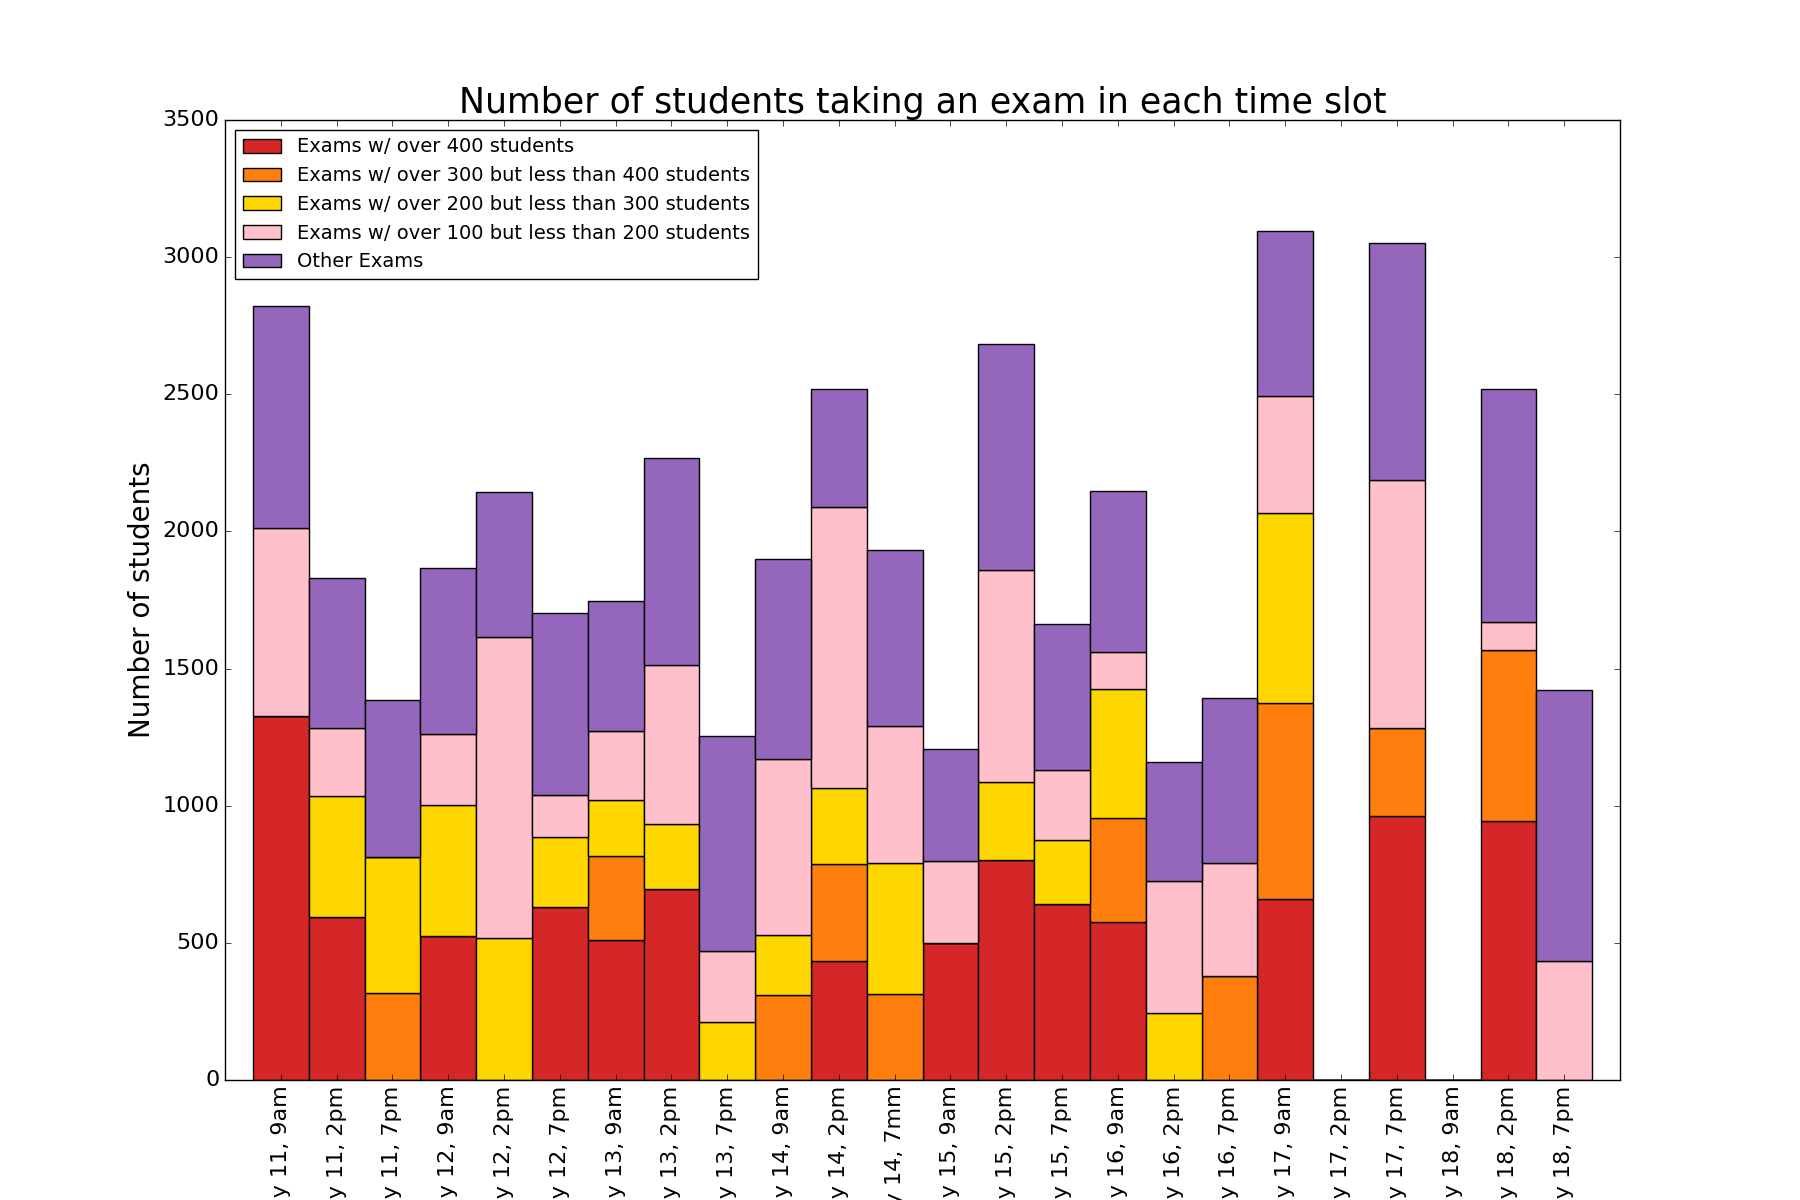 Number of students taking an exam in each time slot
Exams w/ over 400 students
Exams w/ over 300 but less than 400 students
Exams w/ over 200 but less than 300 students
Exams w/ over 100 but less than 200 students
Other Exams
Number of students
3500
3000
2500
2000
1500
1000
500
0
y 11, 9am
y 11, 2pm
y 11, 7pm
y 12, 9am
y 12, 2pm
y 12, 7pm
y 13, 9am
y 13, 2pm
y 13, 7pm
y 14, 9am
y 14, 2pm
y 14, 7mm
y 15, 9am
y 15, 2pm
y 15, 7pm
y 16, 9am
y 16, 2pm
y 16, 7pm
y 17, 9am
y 17, 2pm
y 17, 7pm
y 18, 9am
y 18, 2pm
y 18, 7pm